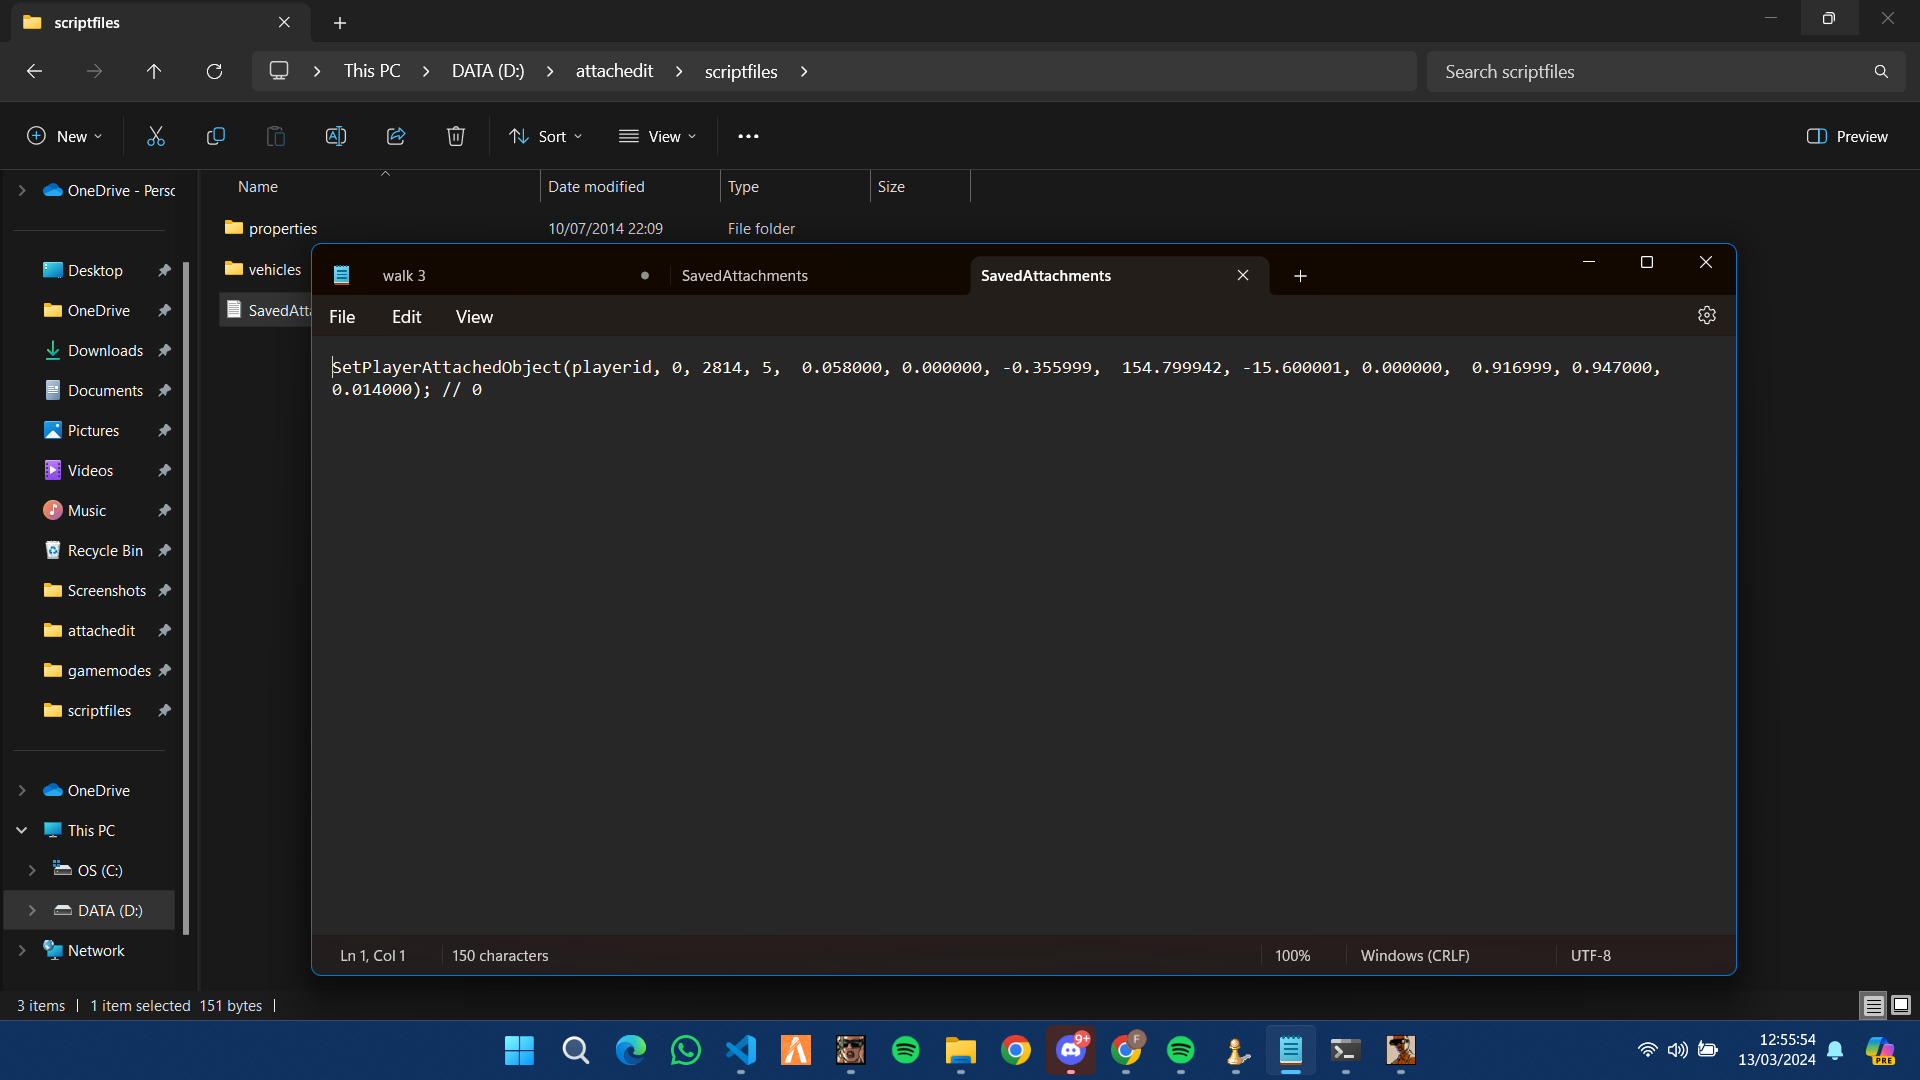 scriptfiles
This PC
DATA (D:)
attachedit
scriptfiles
Search scriptfiles
New
Sort
View
Preview
Name
Date modified
Type
Size
OneDrive - Perso
properties
10/07/2014 22:09
File folder
vehicles
SavedAtta
Desktop
OneDrive
Downloads
Documents
Pictures
Videos
Music
Recycle Bin
Screenshots
attachedit
gamemodes
scriptfiles
OneDrive
This PC
OS (C:)
DATA (D:)
Network
walk 3
SavedAttachments
SavedAttachments
File
Edit
View
SetPlayerAttachedObject(playerid, 0, 2814, 5,  0.058000, 0.000000, -0.355999,  154.799942, -15.600001, 0.000000,  0.916999, 0.947000,
0.014000); // 0
Ln 1, Col 1
150 characters
100%
Windows (CRLF)
UTF-8
3 items
1 item selected 151 bytes
9+
F
12:55:54
13/03/2024
PRE